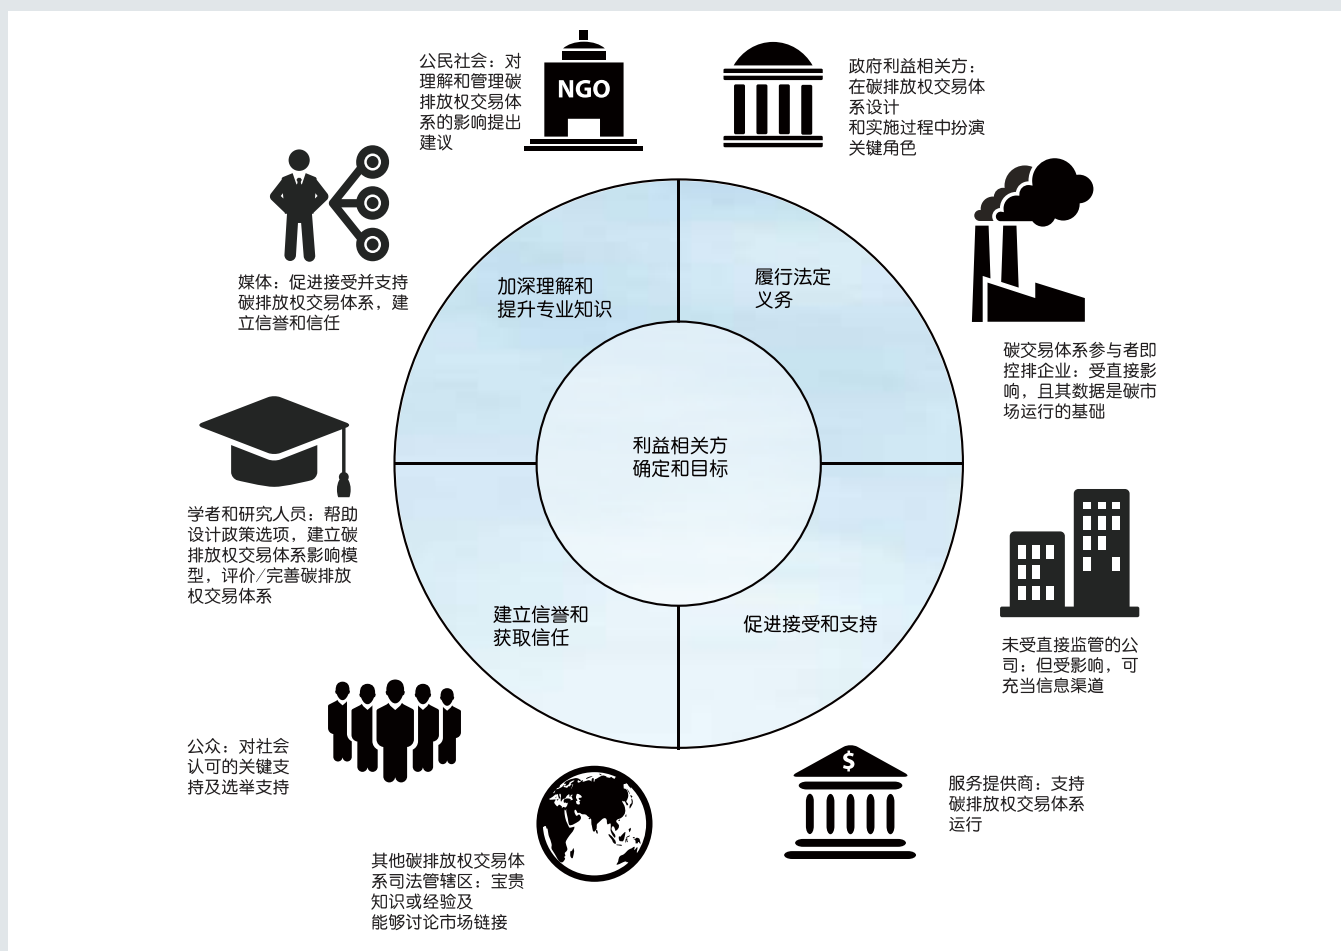 公民社会：对
理解和管理碳
排放权交易体
系的影响提出
建议
NGO
政府利益相关方：
在碳排放权交易体
系设计
和实施过程中扮演
关键角色
媒体：促进接受并支持
碳排放权交易体系，建
立信誉和信任
加深理解和
提升专业知识
履行法定
义务
碳交易体系参与者即
控排企业：受直接影
响，且其数据是碳市
场运行的基础
利益相关方
确定和目标
学者和研究人员：帮助
设计政策选项，建立碳
排放权交易体系影响模
型，评价/完善碳排放
权交易体系
建立信誉和
获取信任
促进接受和支持
未受直接监管的公
司：但受影响，可
充当信息渠道
公众：对社会
认可的关键支
持及选举支持
$
服务提供商：支持
碳排放权交易体系
运行
其他碳排放权交易体
系司法管辖区：宝贵
知识或经验及
能够讨论市场链接